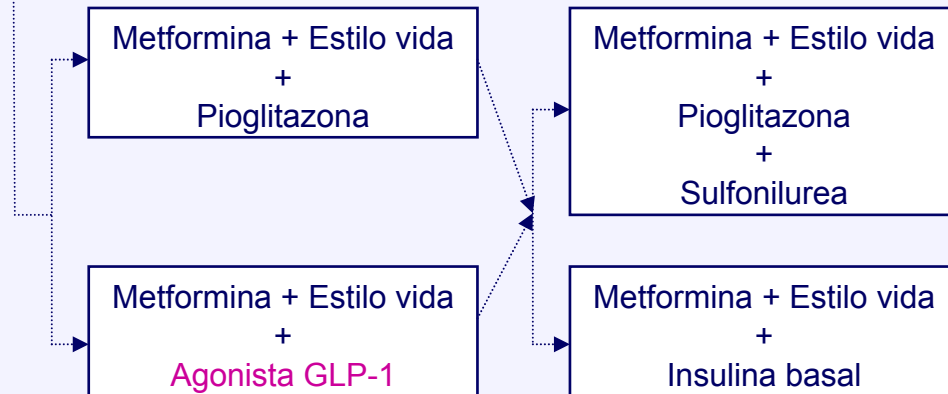 Metformina + Estilo vida
+
Pioglitazona
Metformina + Estilo vida
+
Pioglitazona
+
Sulfonilurea
Metformina + Estilo vida
+
Agonista GLP-1
Metformina + Estilo vida
+
Insulina basal